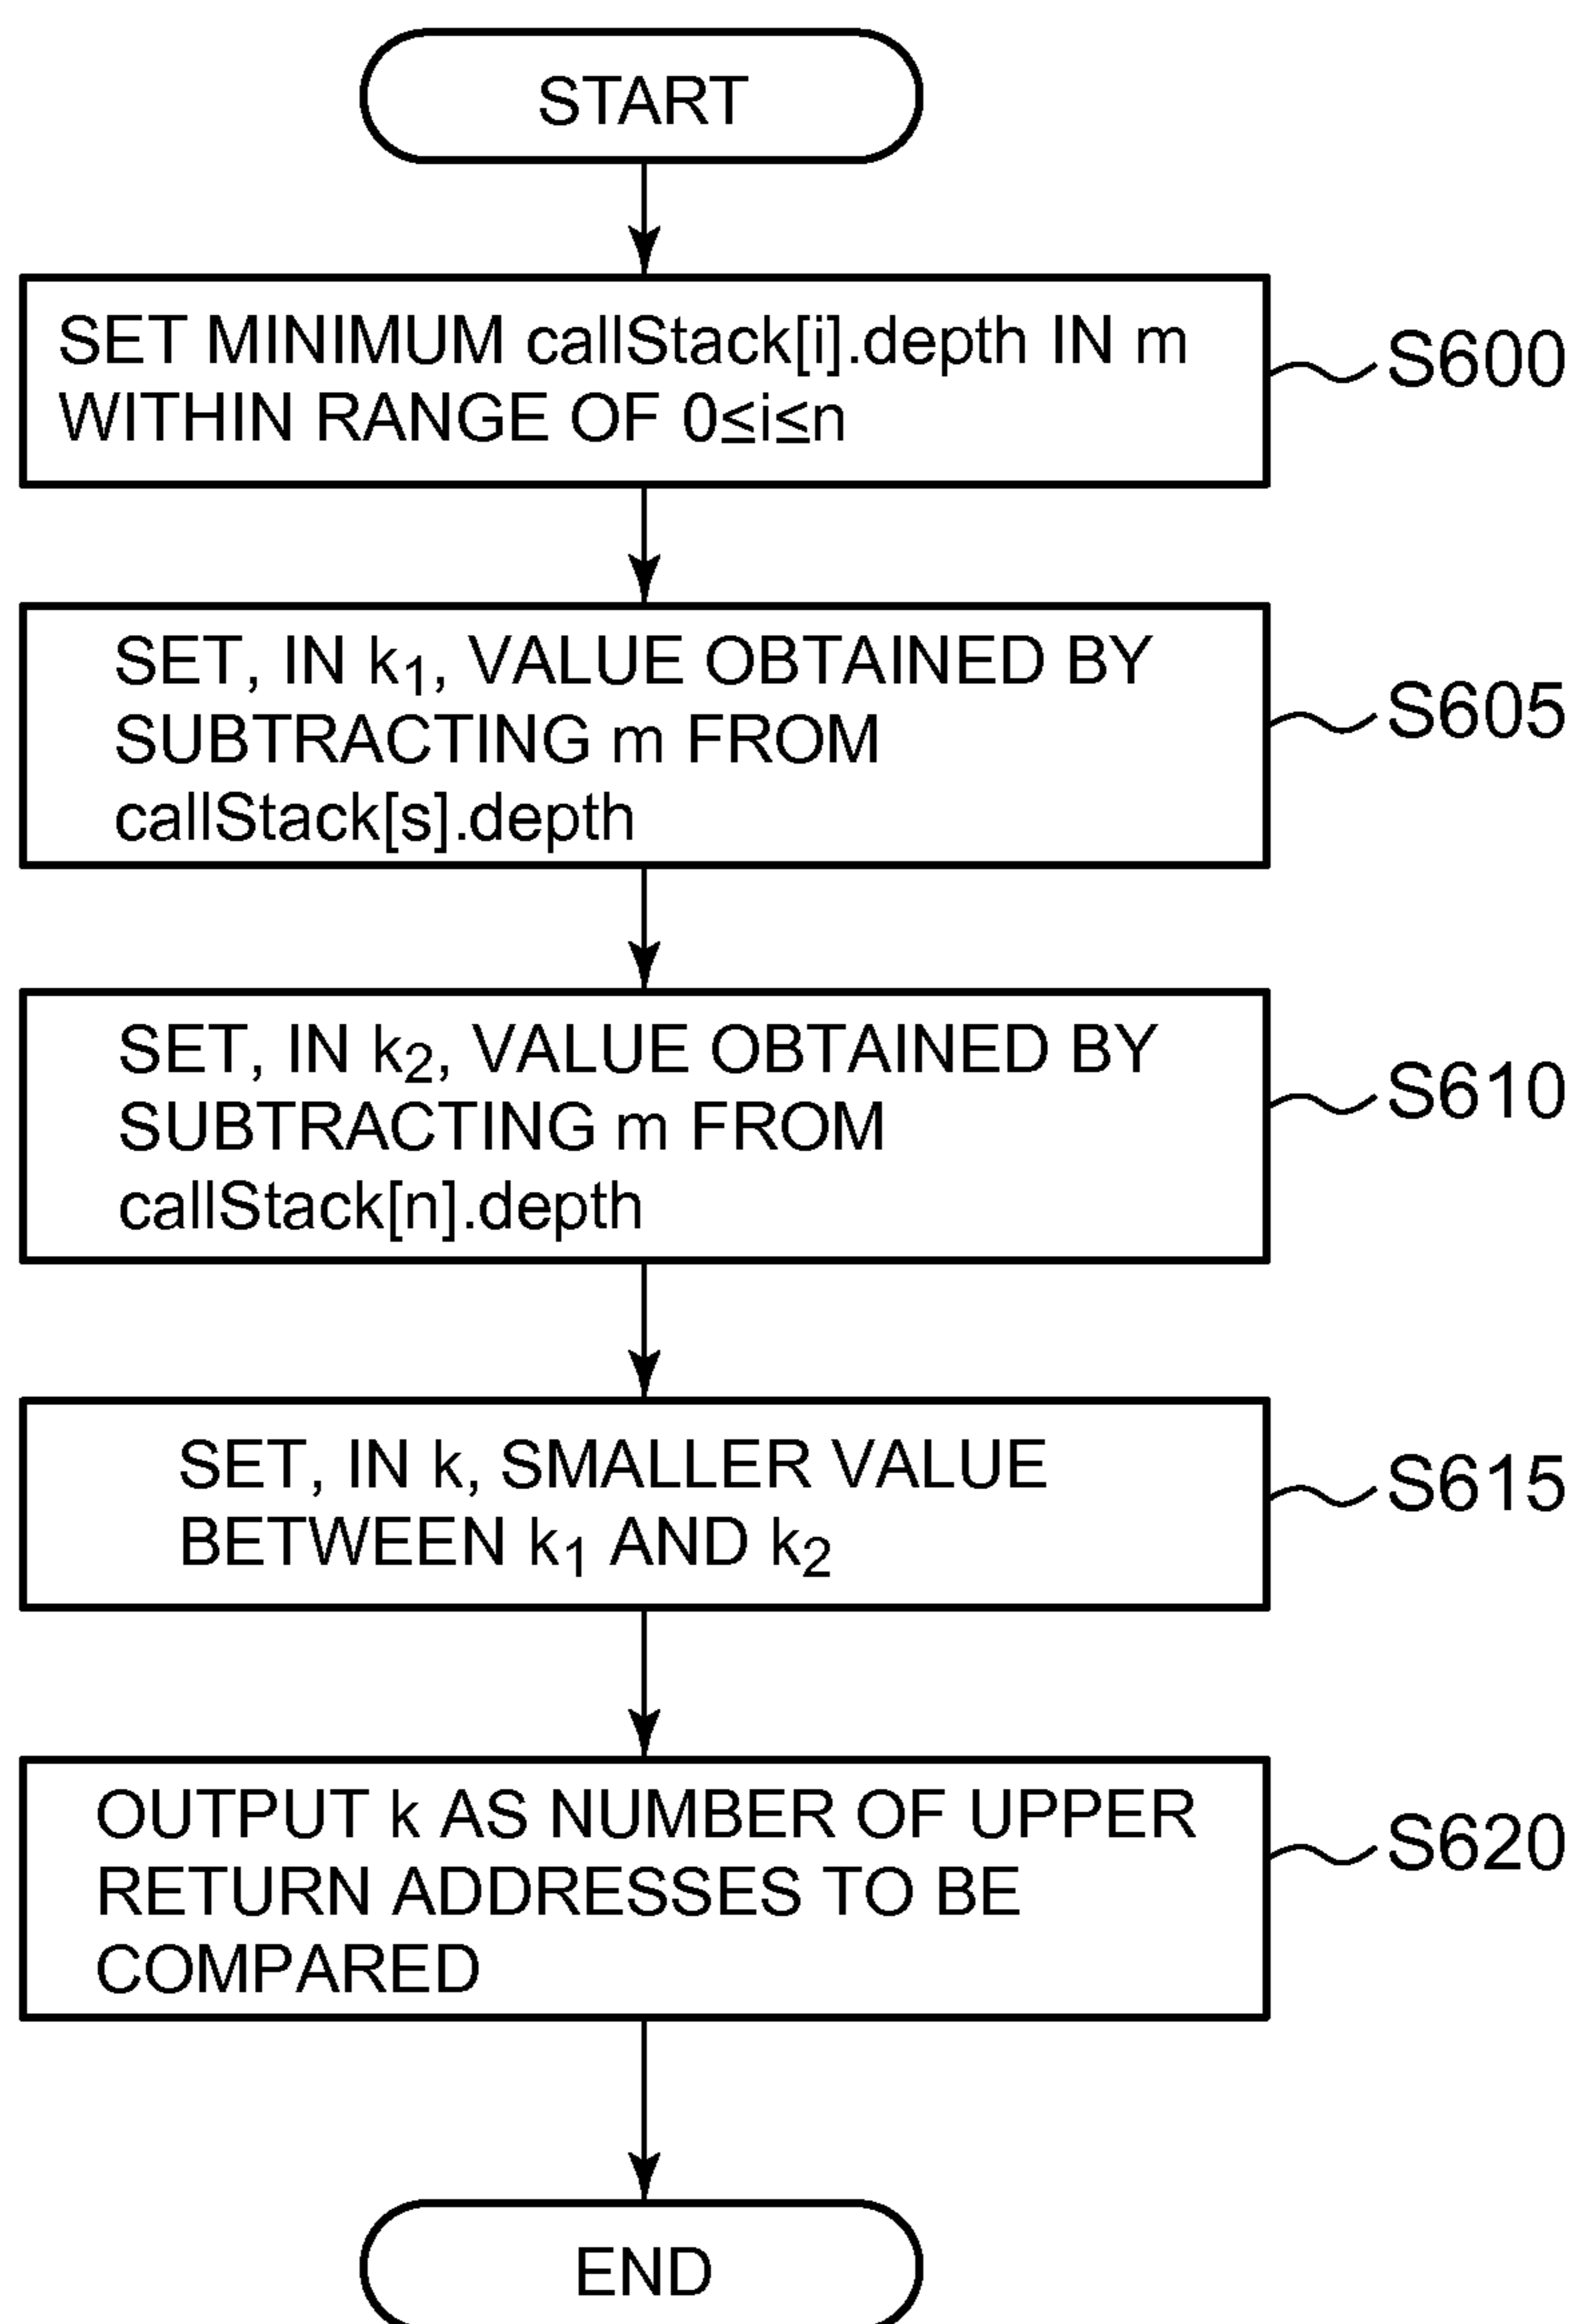 START
SET MINIMUM callStack[i].depth IN m
WITHIN RANGE OF 0≤i≤n
S600
SET, IN k₁, VALUE OBTAINED BY
SUBTRACTING m FROM
callStack[s].depth
S605
SET, IN k₂, VALUE OBTAINED BY
SUBTRACTING m FROM
callStack[n].depth
S610
SET, IN k, SMALLER VALUE
BETWEEN k₁ AND k₂
S615
OUTPUT k AS NUMBER OF UPPER
RETURN ADDRESSES TO BE
COMPARED
S620
END